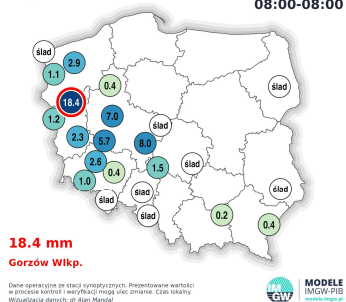 08:00-08:00
ślad
2.9
1.1
0.4
ślad
18.4
1.2
7.0
ślad
2.3
5.7
8.0
2.6
0.4
1.5
ślad
1.0
ślad
ślad
ślad
ślad
0.2
0.4
18.4 mm
Gorzów Wlkp.
Dane operacyjne ze stacji synoptycznych. Prezentowane wartości
w procesie kontroli i weryfikacji mogą ulec zmianie. Czas lokalny.
Wizualizacja danych: dr Alan Mandal
IM
GW
MODELE
IMGW-PIB
modele.imgw.pl